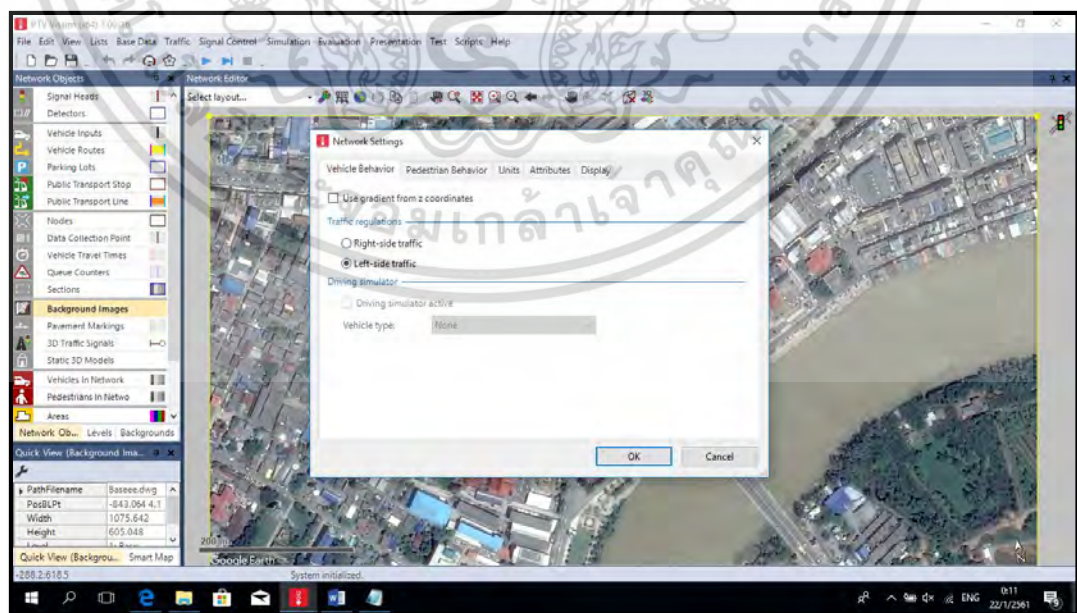 PTV Vissim (x64) 7.00-16
File Edit View Lists Base Data Traffic Signal Control Simulation Evaluation Presentation Test Scripts Help
Network Objects
Network Editor
Select layout...
Signal Heads
Detectors
Vehicle Inputs
Vehicle Routes
Parking Lots
Public Transport Stop
Public Transport Line
Nodes
Data Collection Point
Vehicle Travel Times
Queue Counters
Sections
Background Images
Pavement Markings
3D Traffic Signals
Static 3D Models
Vehicles In Network
Pedestrians In Netwo
Areas
Network Ob... Levels Backgrounds
Quick View (Background Ima...
PathFilename Baseee.dwg
PosBLPt -843.064 4.1
Width 1075.642
Height 605.048
Quick View (Backgrou... Smart Map
Network Settings
Vehicle Behavior Pedestrian Behavior Units Attributes Display
Use gradient from z coordinates
Traffic regulations
Right-side traffic
Left-side traffic
Driving simulator
Driving simulator active
Vehicle type: None
OK Cancel
Google Earth
-288.2:618.5 System initialized.
ENG 0:11
22/1/2561